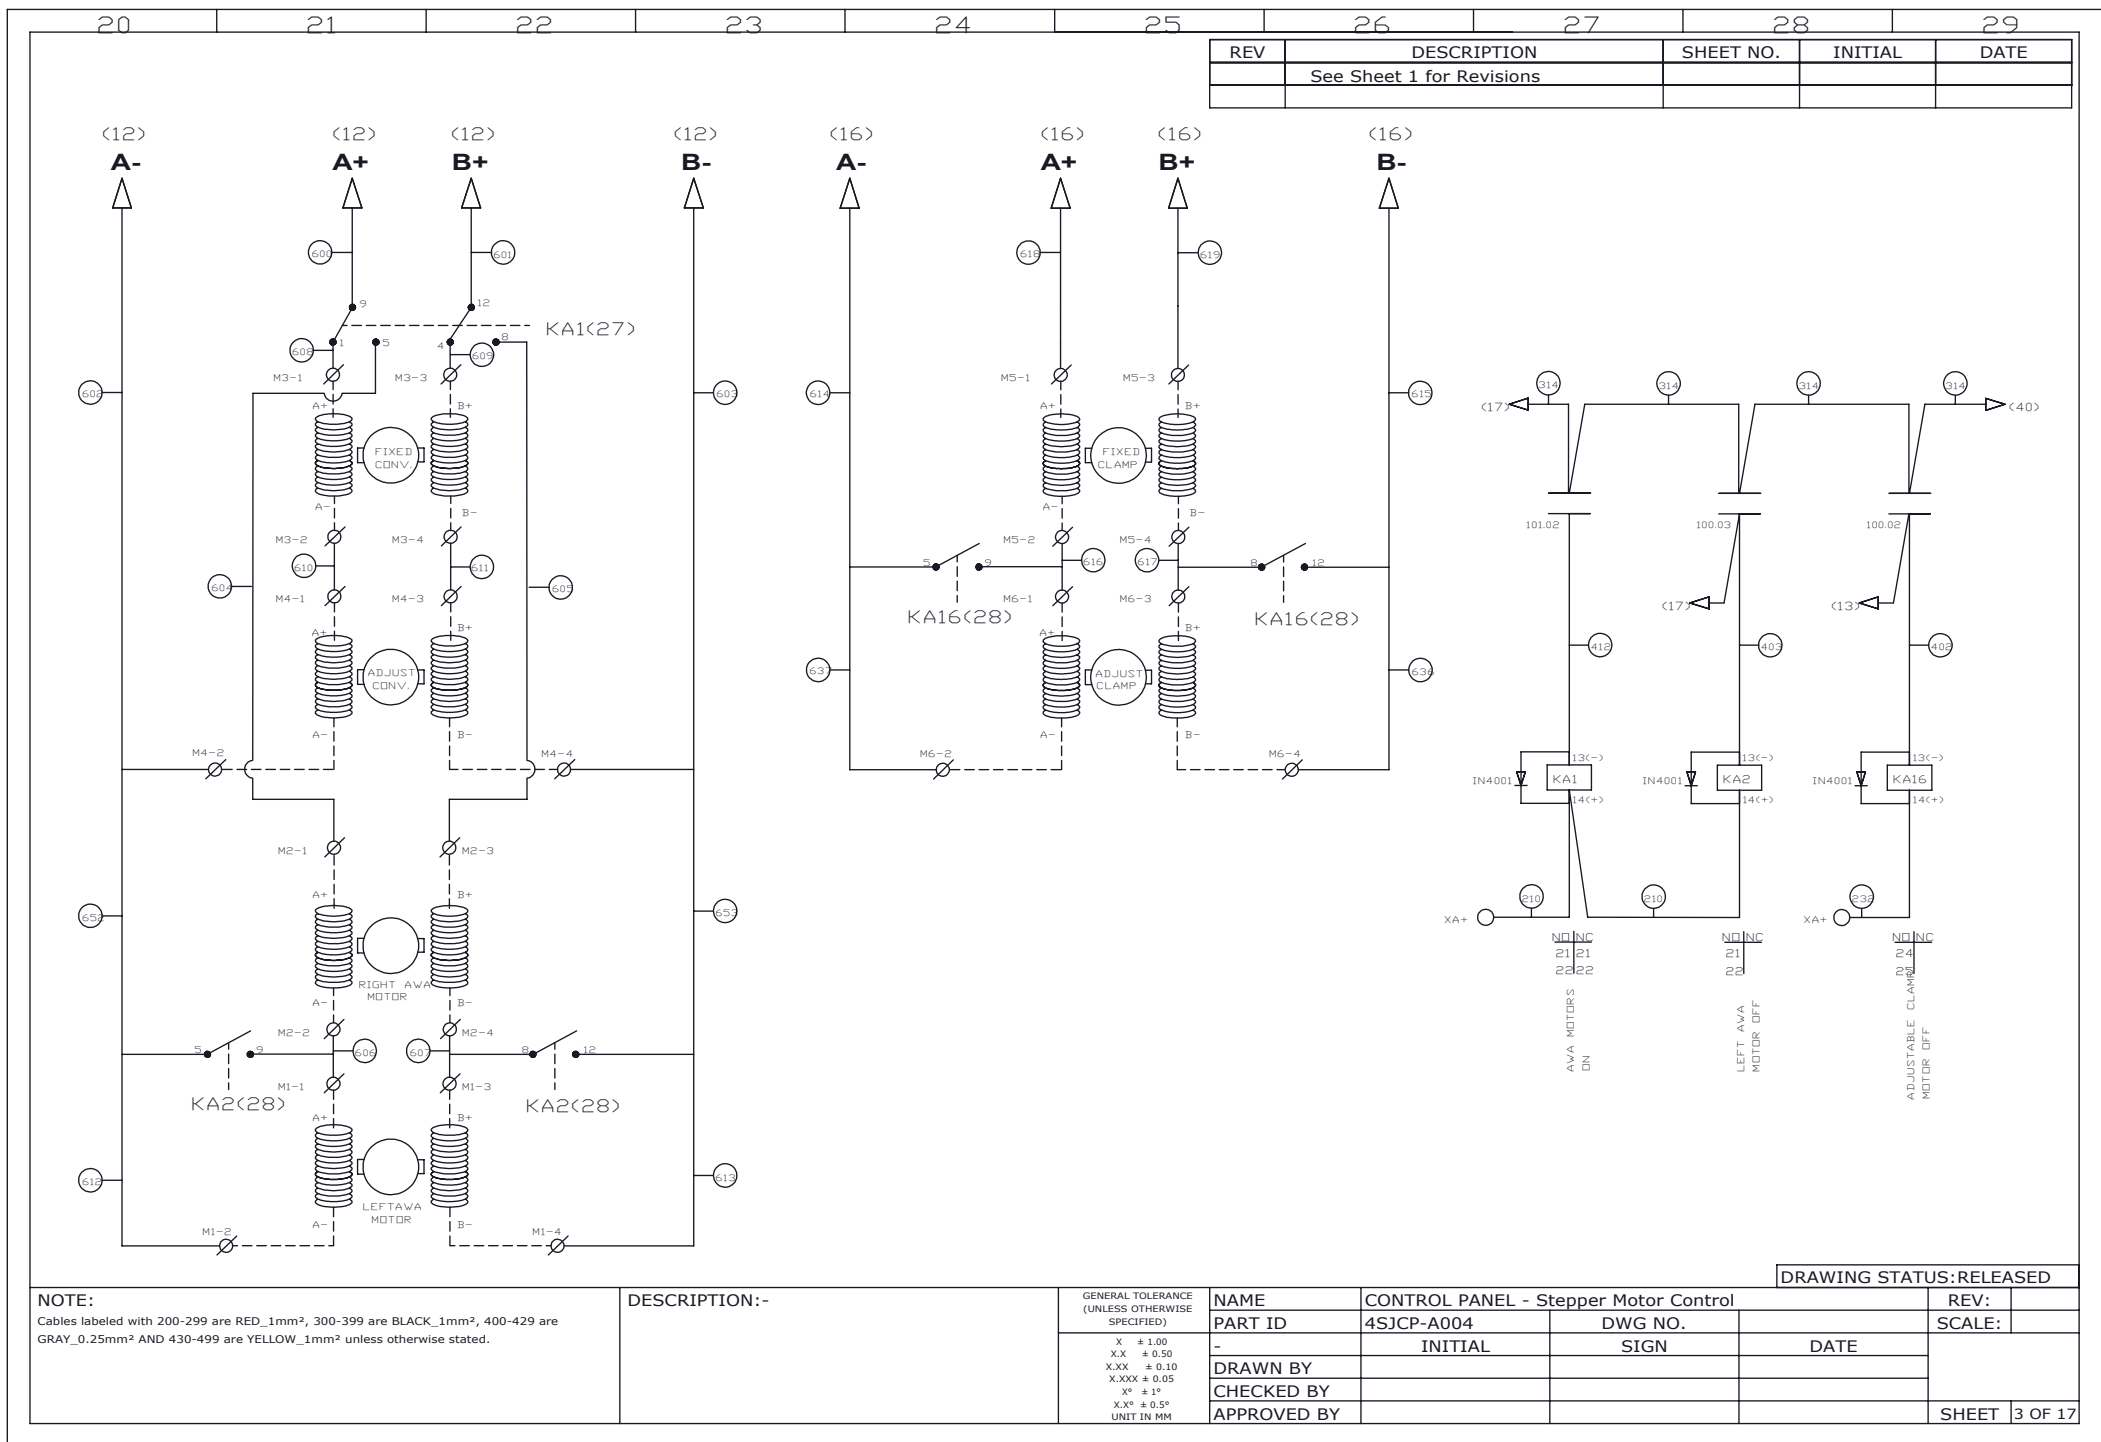 20 21 22 23 24 25 26 27 28 29
REV DESCRIPTION SHEET NO. INITIAL DATE
See Sheet 1 for Revisions
(12) (12) (12) (12) (16) (16) (16) (16)
A- A+ B+ B- A- A+ B+ B-
600 601 618 619
9 12
KA1(27)
608 1 5 4 609 8
M3-1 M3-3 M5-1 M5-3
602 603 614 615
314 314 314 314
(17) (40)
A+ B+ A+ B+
FIXED
CONV.
FIXED
CLAMP
A- B- A- B-
101.02 100.03 100.02
M3-2 M3-4 M5-2 M5-4
610 611 616 617
5 9 8 12
604 605
M4-1 M4-3 M6-1 M6-3
KA16(28) KA16(28)
(17) (13)
A+ B+ A+ B+
412 403 402
637 636
ADJUST
CONV.
ADJUST
CLAMP
A- B- A- B-
M4-2 M4-4 M6-2 M6-4
13(-) 13(-) 13(-)
IN4001 KA1 IN4001 KA2 IN4001 KA16
14(+) 14(+) 14(+)
M2-1 M2-3
A+ B+
652 653
210 210 232
XA+ XA+
RIGHT AWA
MOTOR
A- B-
NO NC NO NC NO NC
21 21 21 24
22 22 22 25
AWA MOTORS
ON
LEFT AWA
MOTOR OFF
ADJUSTABLE CLAMP
MOTOR OFF
M2-2 M2-4
5 9 606 607 8 12
M1-1 M1-3
KA2(28) KA2(28)
A+ B+
612 613
LEFTAWA
MOTOR
A- B-
M1-2 M1-4
DRAWING STATUS:RELEASED
NOTE:
Cables labeled with 200-299 are RED_1mm², 300-399 are BLACK_1mm², 400-429 are
GRAY_0.25mm² AND 430-499 are YELLOW_1mm² unless otherwise stated.
DESCRIPTION:-
GENERAL TOLERANCE
(UNLESS OTHERWISE
SPECIFIED)
X ± 1.00
X.X ± 0.50
X.XX ± 0.10
X.XXX ± 0.05
X° ± 1°
X.X° ± 0.5°
UNIT IN MM
NAME CONTROL PANEL - Stepper Motor Control REV:
PART ID 4SJCP-A004 DWG NO. SCALE:
- INITIAL SIGN DATE
DRAWN BY
CHECKED BY
APPROVED BY
SHEET 3 OF 17